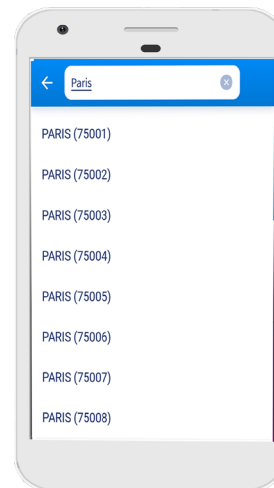 Paris
PARIS (75001)
PARIS (75002)
PARIS (75003)
PARIS (75004)
PARIS (75005)
PARIS (75006)
PARIS (75007)
PARIS (75008)